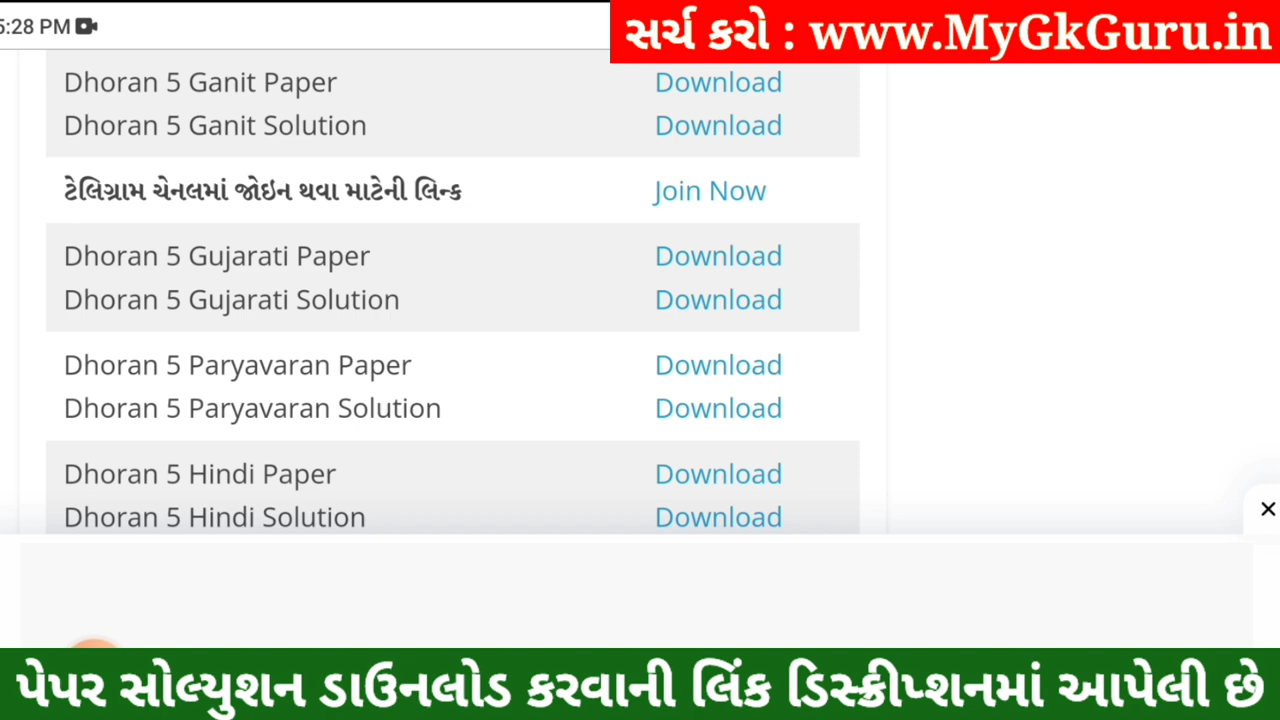 5:28 PM
સર્ચ કરો : www.MyGkGuru.in
Dhoran 5 Ganit Paper Download
Dhoran 5 Ganit Solution Download
ટેલિગ્રામ ચેનલમાં જોઇન થવા માટેની લિન્ક Join Now
Dhoran 5 Gujarati Paper Download
Dhoran 5 Gujarati Solution Download
Dhoran 5 Paryavaran Paper Download
Dhoran 5 Paryavaran Solution Download
Dhoran 5 Hindi Paper Download
Dhoran 5 Hindi Solution Download
પેપર સોલ્યુશન ડાઉનલોડ કરવાની લિંક ડિસ્ક્રીપ્શનમાં આપેલી છે